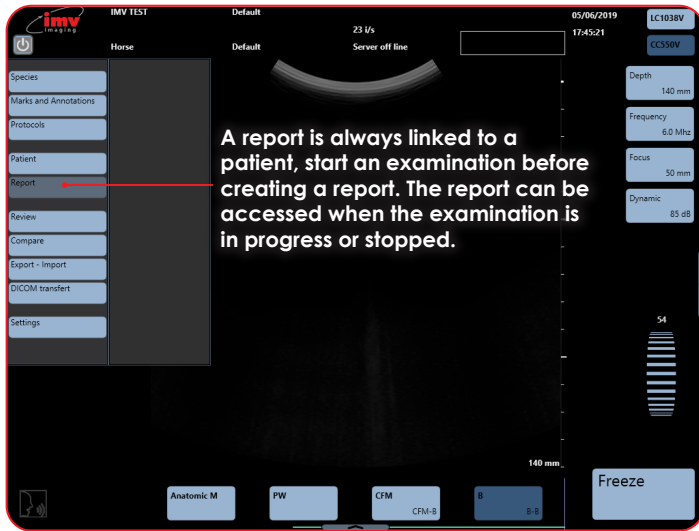 imv
imaging
IMV TEST
Default
23 i/s
05/06/2019
17:45:21
LC1038V
CC550V
Horse
Default
Server off line
Species
Marks and Annotations
Protocols
Patient
Report
Review
Compare
Export - Import
DICOM transfert
Settings
A report is always linked to a
patient, start an examination before
creating a report. The report can be
accessed when the examination is
in progress or stopped.
Depth
140 mm
Frequency
6.0 Mhz
Focus
50 mm
Dynamic
85 dB
54
140 mm
Anatomic M
PW
CFM
CFM-B
B
B-B
Freeze